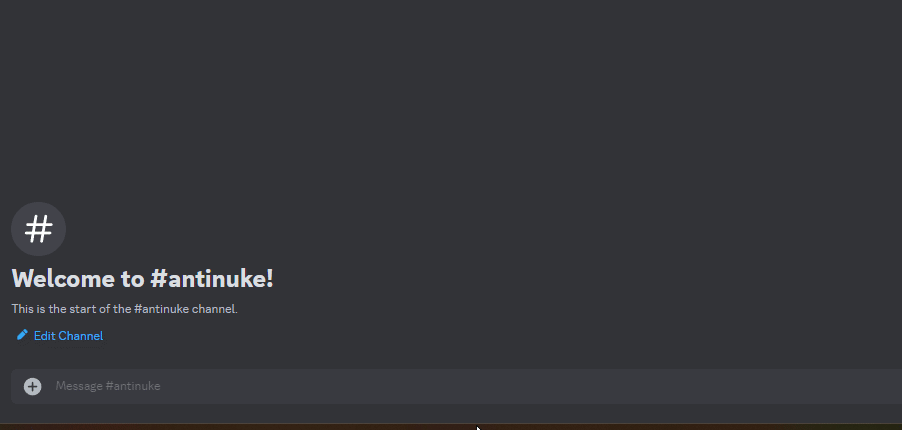 #
Welcome to #antinuke!
This is the start of the #antinuke channel.
Edit Channel
Message #antinuke